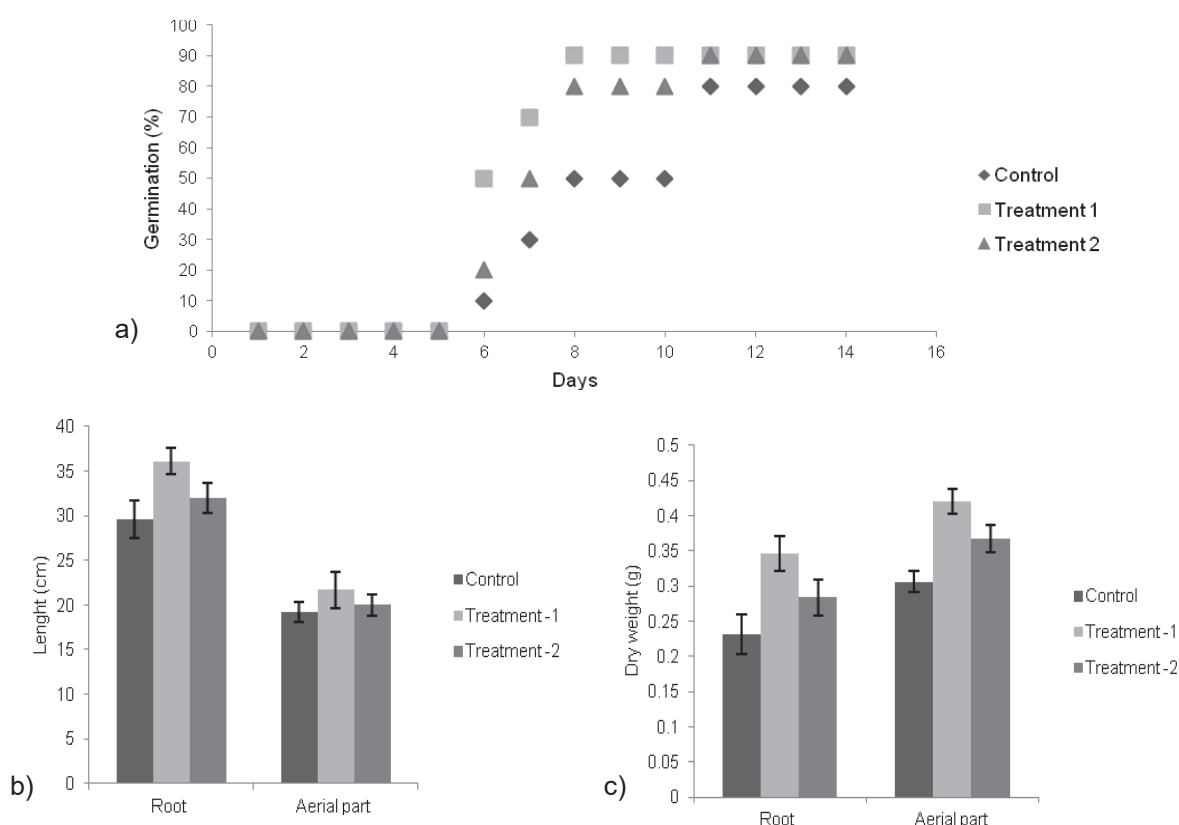 100
90
80
70
60
50
40
30
20
10
0
Germination (%)
0 2 4 6 8 10 12 14 16
Days
Control
Treatment 1
Treatment 2
a)
40
35
30
25
20
15
10
5
0
Lenght (cm)
Root Aerial part
Control
Treatment -1
Treatment -2
b)
0.5
0.45
0.4
0.35
0.3
0.25
0.2
0.15
0.1
0.05
0
Dry weight (g)
Root Aerial part
Control
Treatment -1
Treatment -2
c)